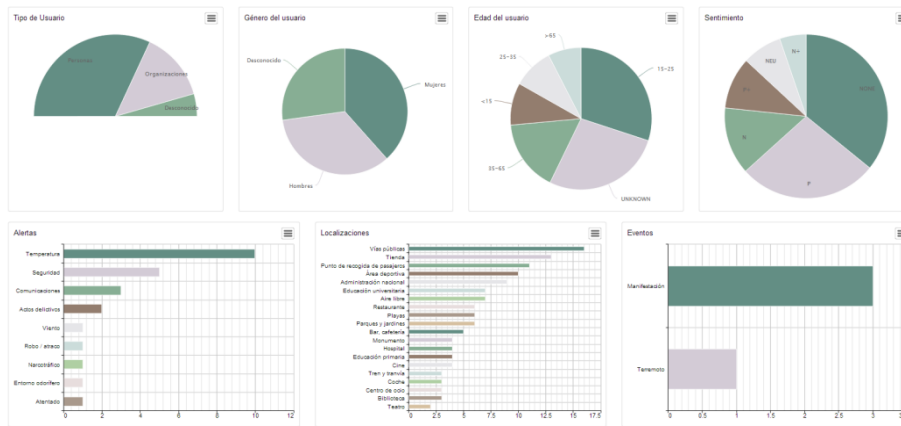 Tipo de Usuario
Personas
Organizaciones
Desconocido
Género del usuario
Desconocido
Mujeres
Hombres
Edad del usuario
>65
25-35
15-25
<15
35-65
UNKNOWN
Sentimiento
N+
NEU
NONE
N
P
Alertas
Temperatura
Seguridad
Comunicaciones
Actos delictivos
Viento
Robo / atraco
Narcotráfico
Entorno odorífero
Atentado
0 2 4 6 8 10 12
Localizaciones
Vías públicas
Tienda
Punto de recogida de pasajeros
Área deportiva
Administración nacional
Educación universitaria
Aire libre
Restaurante
Playas
Parques y jardines
Bar, cafetería
Monumento
Hospital
Educación primaria
Cine
Tren y tranvía
Coche
Centro de ocio
Biblioteca
Teatro
0 2.5 5 7.5 10 12.5 15 17.5
Eventos
Manifestación
Terremoto
0 0.5 1 1.5 2 2.5 3